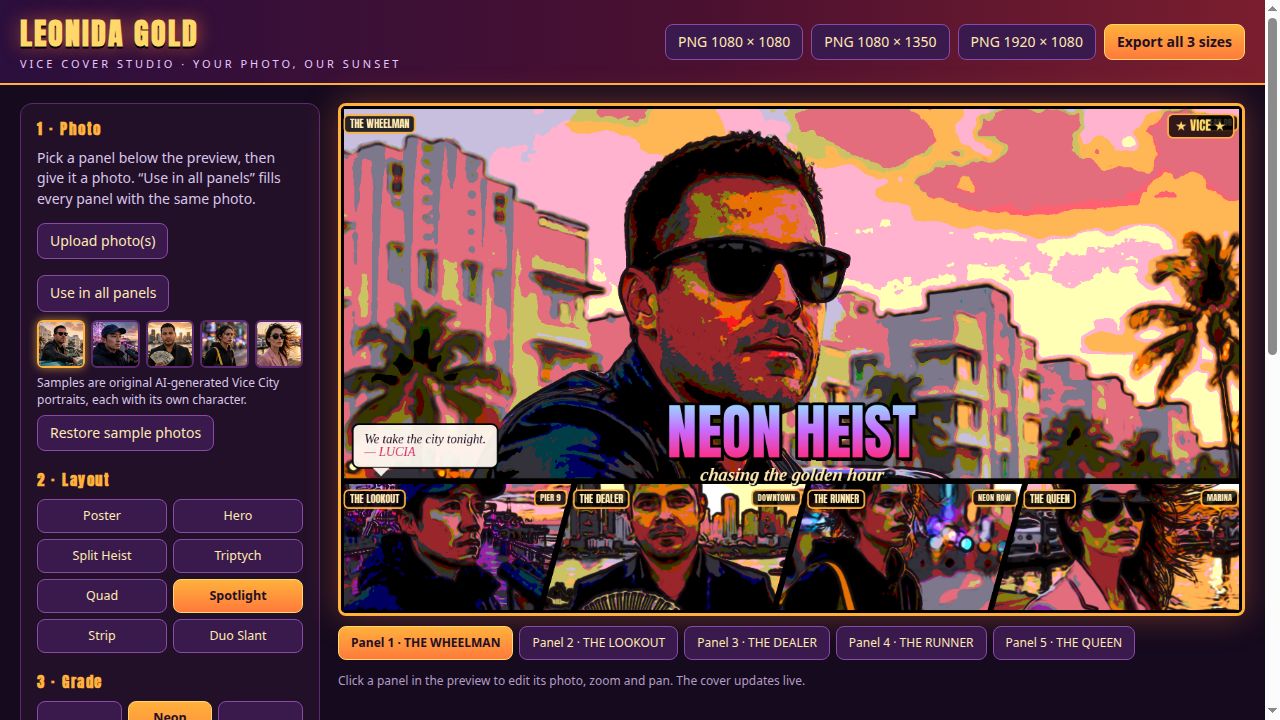 LEONIDA GOLD
VICE COVER STUDIO · YOUR PHOTO, OUR SUNSET
PNG 1080 × 1080
PNG 1080 × 1350
PNG 1920 × 1080
Export all 3 sizes
1 · Photo
Pick a panel below the preview, then
give it a photo. “Use in all panels” fills
every panel with the same photo.
Upload photo(s)
Use in all panels
Samples are original AI-generated Vice City
portraits, each with its own character.
Restore sample photos
2 · Layout
Poster
Hero
Split Heist
Triptych
Quad
Spotlight
Strip
Duo Slant
3 · Grade
Neon
THE WHEELMAN
★ VICE ★
We take the city tonight.
— LUCIA
NEON HEIST
chasing the golden hour
THE LOOKOUT
PIER 9
THE DEALER
DOWNTOWN
THE RUNNER
NEON ROW
THE QUEEN
MARINA
Panel 1 · THE WHEELMAN
Panel 2 · THE LOOKOUT
Panel 3 · THE DEALER
Panel 4 · THE RUNNER
Panel 5 · THE QUEEN
Click a panel in the preview to edit its photo, zoom and pan. The cover updates live.